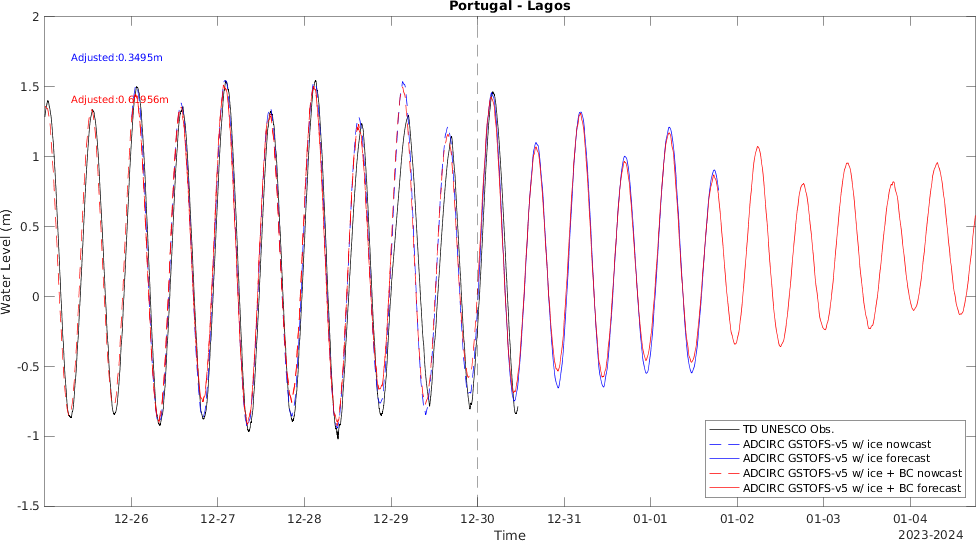 Portugal - Lagos
2
1.5
1
0.5
0
-0.5
-1
-1.5
Water Level (m)
Adjusted:0.3495m
Adjusted:0.61956m
TD UNESCO Obs.
ADCIRC GSTOFS-v5 w/ ice nowcast
ADCIRC GSTOFS-v5 w/ ice forecast
ADCIRC GSTOFS-v5 w/ ice + BC nowcast
ADCIRC GSTOFS-v5 w/ ice + BC forecast
12-26 12-27 12-28 12-29 12-30 12-31 01-01 01-02 01-03 01-04
Time
2023-2024